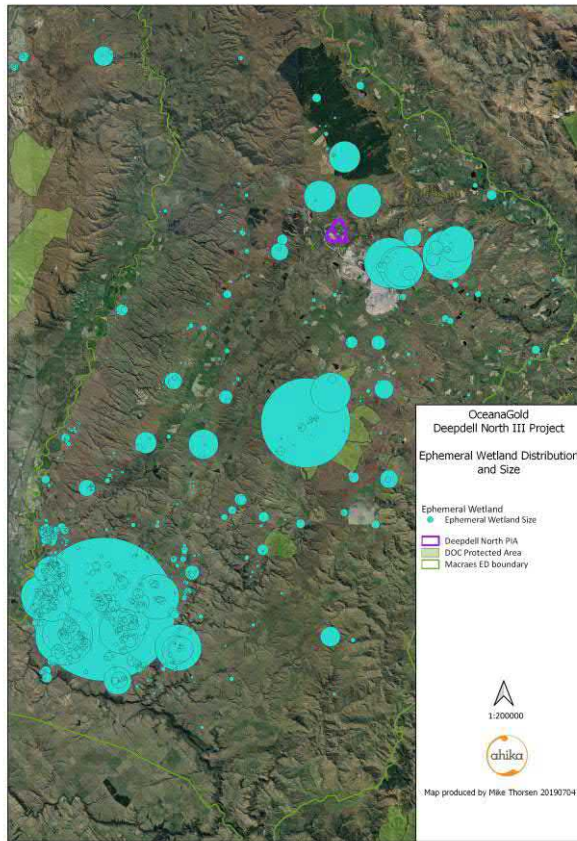 OceanaGold
Deepdell North III Project
Ephemeral Wetland Distribution
and Size
Ephemeral Wetland
Ephemeral Wetland Size
Deepdell North PIA
DOC Protected Area
Macraes ED boundary
1:200000
ahika
Map produced by Mike Thorsen 20190704